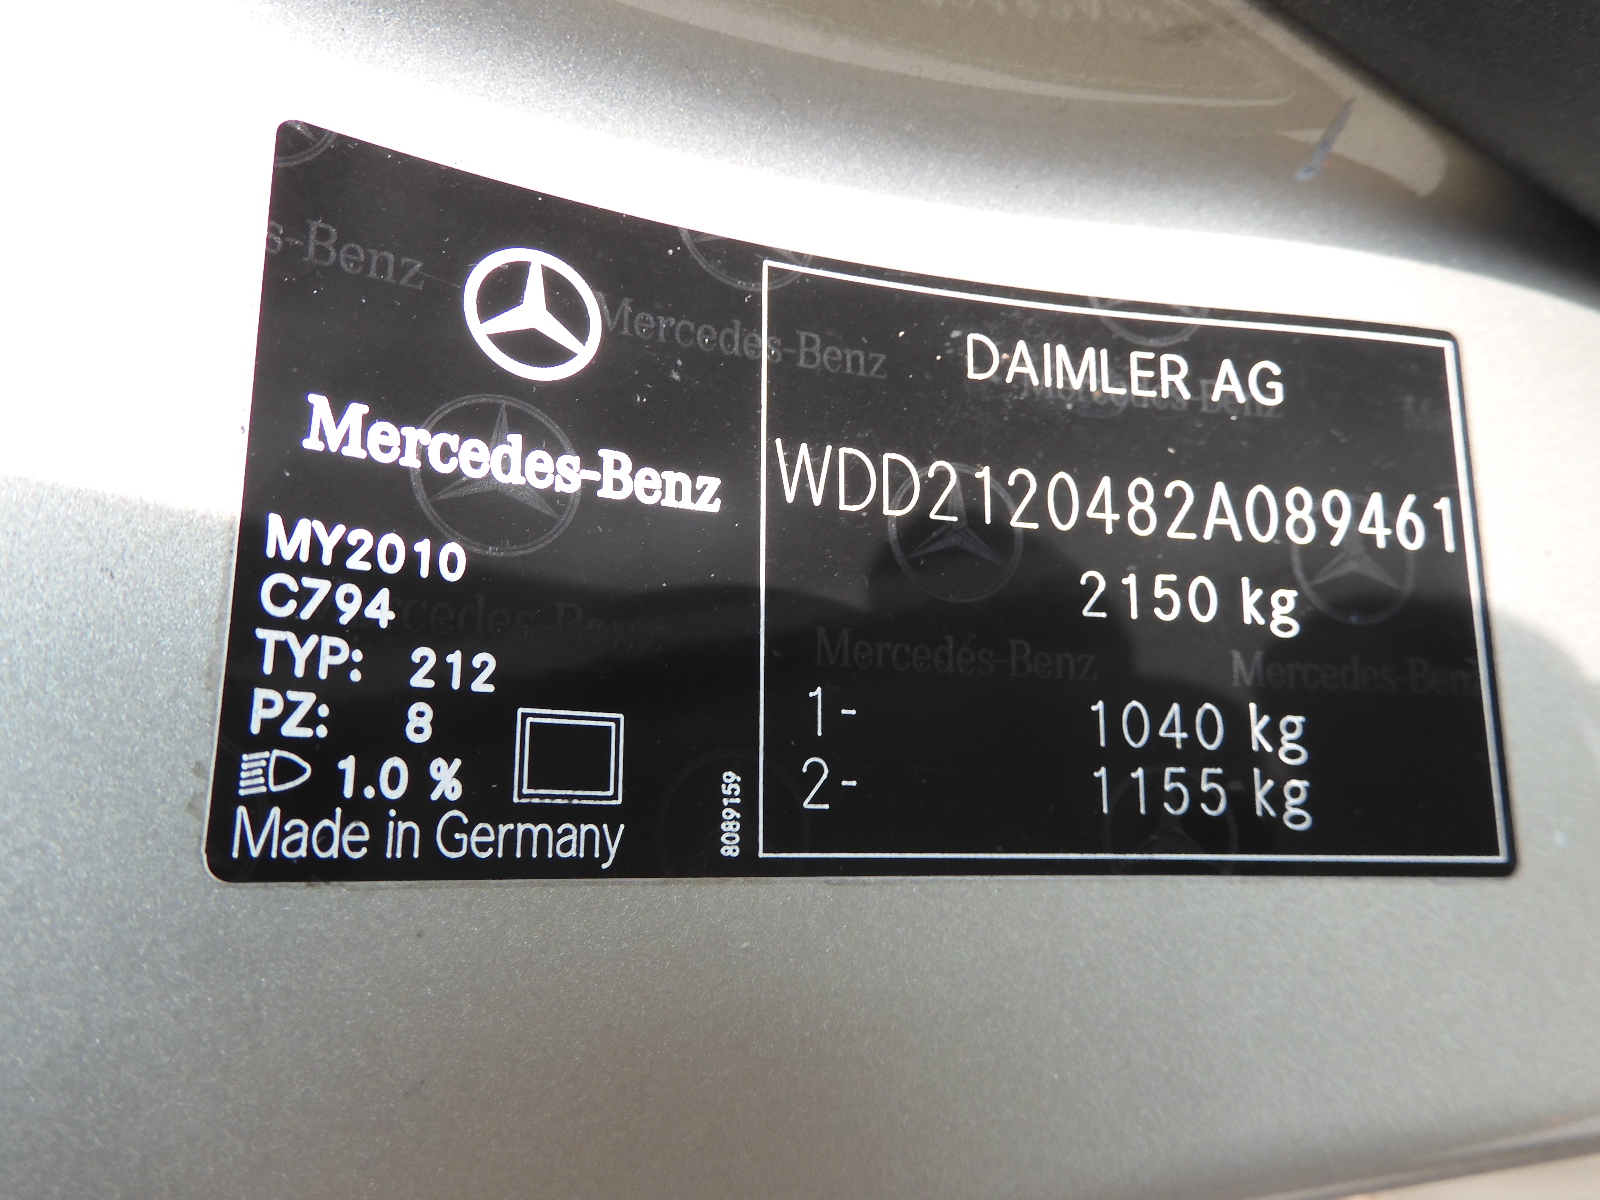 Mercedes-Benz
MY2010
C794
TYP: 212
PZ: 8
1.0 %
Made in Germany
8089159
DAIMLER AG
WDD2120482A089461
2150 kg
1- 1040 kg
2- 1155 kg